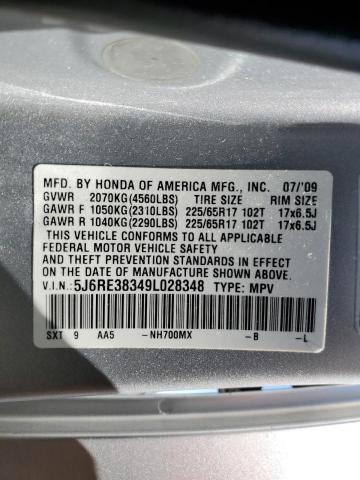 MFD. BY HONDA OF AMERICA MFG., INC. 07/'09
GVWR 2070KG(4560LBS) TIRE SIZE RIM SIZE
GAWR F 1050KG(2310LBS) 225/65R17 102T 17x6.5J
GAWR R 1040KG(2290LBS) 225/65R17 102T 17x6.5J
THIS VEHICLE CONFORMS TO ALL APPLICABLE
FEDERAL MOTOR VEHICLE SAFETY
AND THEFT PREVENTION STANDARDS IN EFFECT
ON THE DATE OF MANUFACTURE SHOWN ABOVE.
V.I.N.: 5J6RE38349L028348 TYPE: MPV
SXT 9 AA5 -NH700MX -B -L